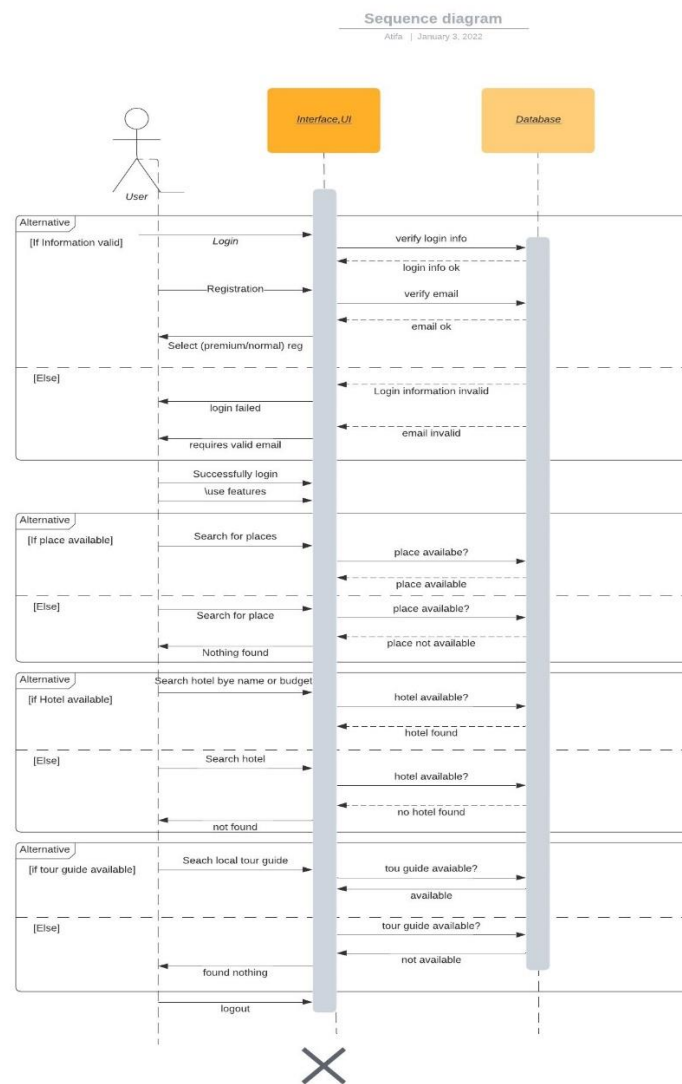 Sequence diagram
Atifa | January 3, 2022
Interface,UI
Database
User
Alternative
[If Information valid]
Login
verify login info
login info ok
Registration
verify email
email ok
Select (premium/normal) reg
[Else]
Login information invalid
login failed
email invalid
requires valid email
Successfully login
\use features
Alternative
[If place available]
Search for places
place availabe?
place available
[Else]
Search for place
place available?
place not available
Nothing found
Alternative
Search hotel bye name or budget
[if Hotel available]
hotel available?
hotel found
[Else]
Search hotel
hotel available?
no hotel found
not found
Alternative
[if tour guide available]
Seach local tour guide
tou guide avaiable?
available
[Else]
tour guide available?
not available
found nothing
logout